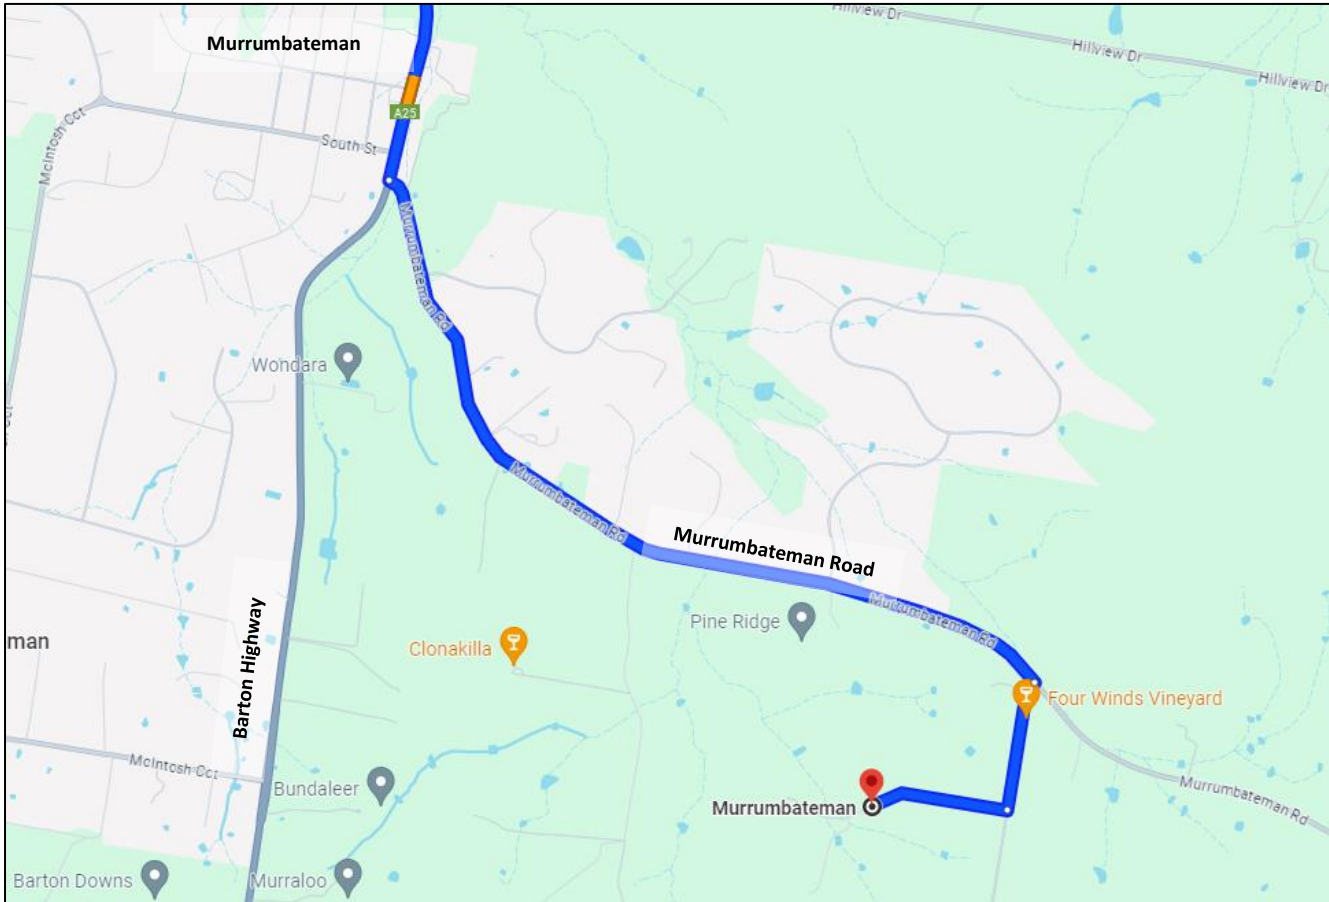 Hillview Dr
Murrumbateman
Hillview Dr
Hillview Dr
A25
McIntosh Cct
South St
Murrumbateman Rd
Wondara
Murrumbateman Rd
Murrumbateman Road
Murrumbateman Rd
Pine Ridge
man
Clonakilla
Barton Highway
Four Winds Vineyard
McIntosh Cct
Bundaleer
Murrumbateman
Murrumbateman Rd
Barton Downs
Murraloo